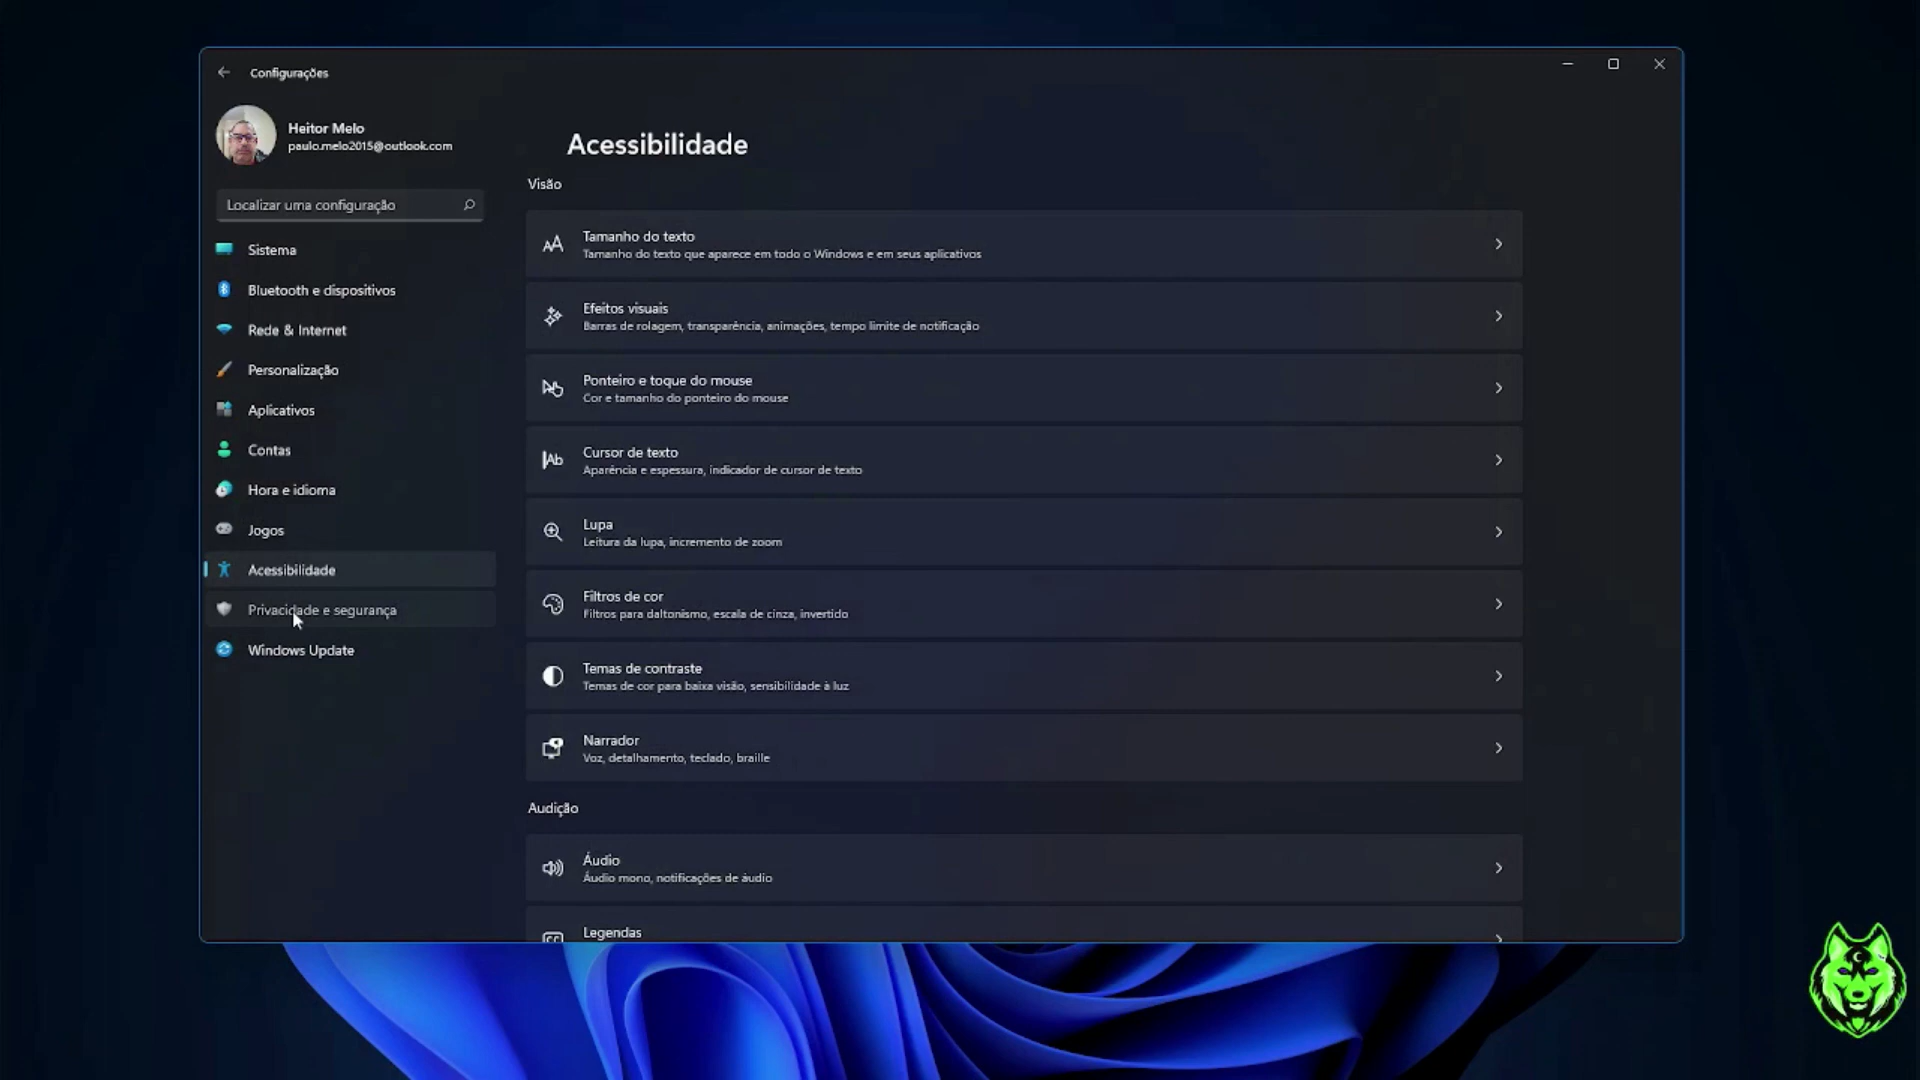 Configurações
Heitor Melo
paulo.melo2015@outlook.com
Localizar uma configuração
Sistema
Bluetooth e dispositivos
Rede & Internet
Personalização
Aplicativos
Contas
Hora e idioma
Jogos
Acessibilidade
Privacidade e segurança
Windows Update
Acessibilidade
Visão
Tamanho do texto
Tamanho do texto que aparece em todo o Windows e em seus aplicativos
Efeitos visuais
Barras de rolagem, transparência, animações, tempo limite de notificação
Ponteiro e toque do mouse
Cor e tamanho do ponteiro do mouse
Cursor de texto
Aparência e espessura, indicador de cursor de texto
Lupa
Leitura da lupa, incremento de zoom
Filtros de cor
Filtros para daltonismo, escala de cinza, invertido
Temas de contraste
Temas de cor para baixa visão, sensibilidade à luz
Narrador
Voz, detalhamento, teclado, braille
Audição
Áudio
Áudio mono, notificações de áudio
Legendas